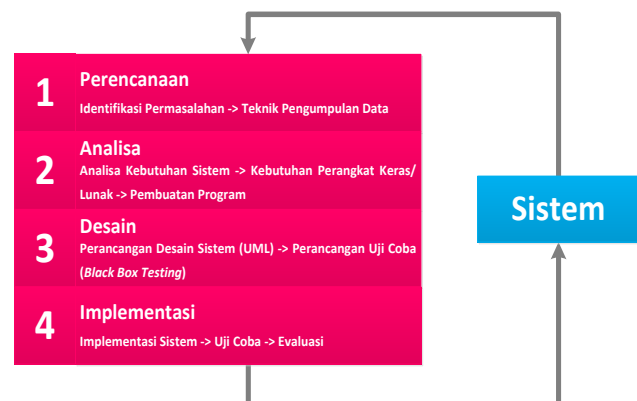 1
Perencanaan
Identifikasi Permasalahan -> Teknik Pengumpulan Data
2
Analisa
Analisa Kebutuhan Sistem -> Kebutuhan Perangkat Keras/
Lunak -> Pembuatan Program
3
Desain
Perancangan Desain Sistem (UML) -> Perancangan Uji Coba
(Black Box Testing)
4
Implementasi
Implementasi Sistem -> Uji Coba -> Evaluasi
Sistem